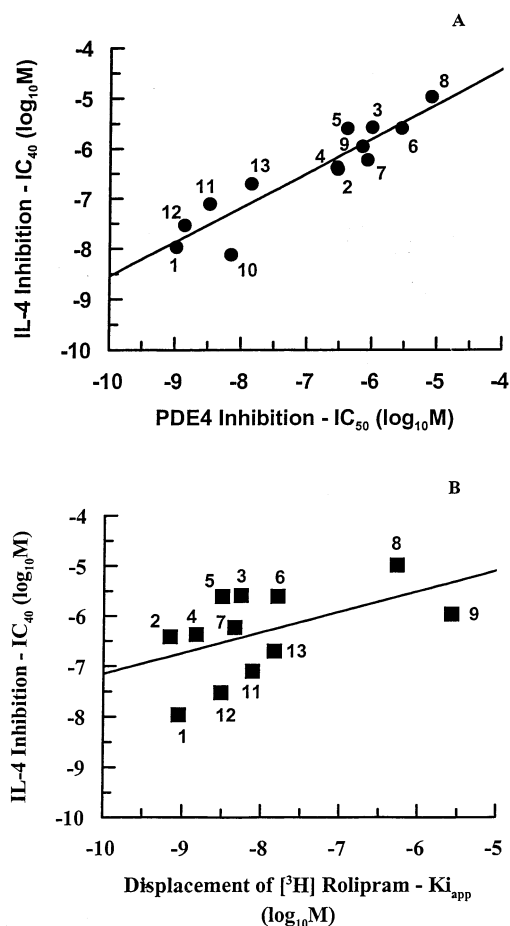 A
-4
-5
-6
-7
-8
-9
-10
IL-4 Inhibition - IC40 (log10M)
8
5 3
9
6
4
7
2
13
11
12
1
10
-10 -9 -8 -7 -6 -5 -4
PDE4 Inhibition - IC50 (log10M)
B
-4
-5
-6
-7
-8
-9
-10
IL-4 Inhibition - IC40 (log10M)
8
5 3 6
2 4 7
9
13
11
12
1
-10 -9 -8 -7 -6 -5
Displacement of [³H] Rolipram - Kiapp
(log10M)